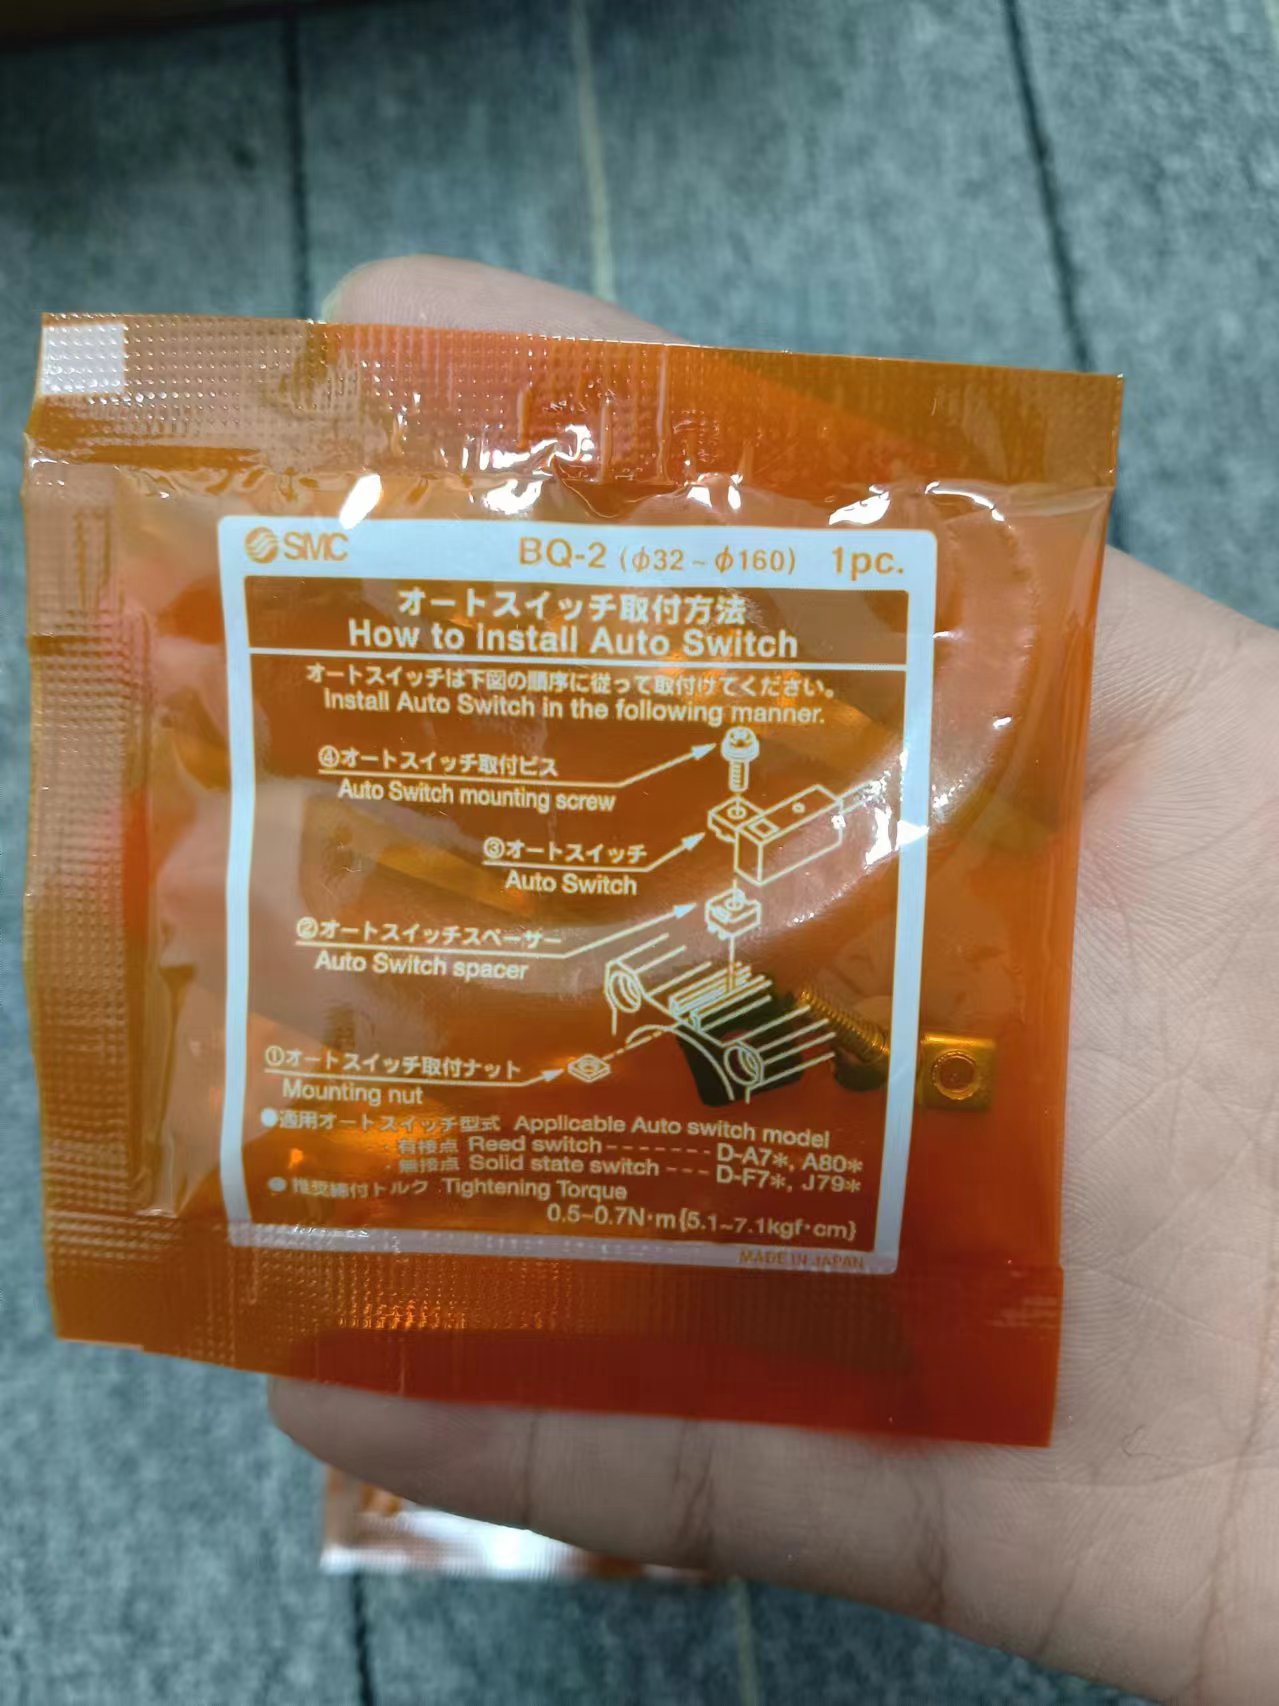 SMC BQ-2 (φ32~φ160) 1pc.
オートスイッチ取付方法
How to install Auto Switch
オートスイッチは下図の順序に従って取付けてください。
Install Auto Switch in the following manner.
④オートスイッチ取付ビス
Auto Switch mounting screw
③オートスイッチ
Auto Switch
②オートスイッチスペーサー
Auto Switch spacer
①オートスイッチ取付ナット
Mounting nut
●適用オートスイッチ型式 Applicable Auto switch model
有接点 Reed switch------- D-A7*, A80*
無接点 Solid state switch --- D-F7*, J79*
●推奨締付トルク Tightening Torque
0.5~0.7N·m{5.1~7.1kgf·cm}
MADE IN JAPAN